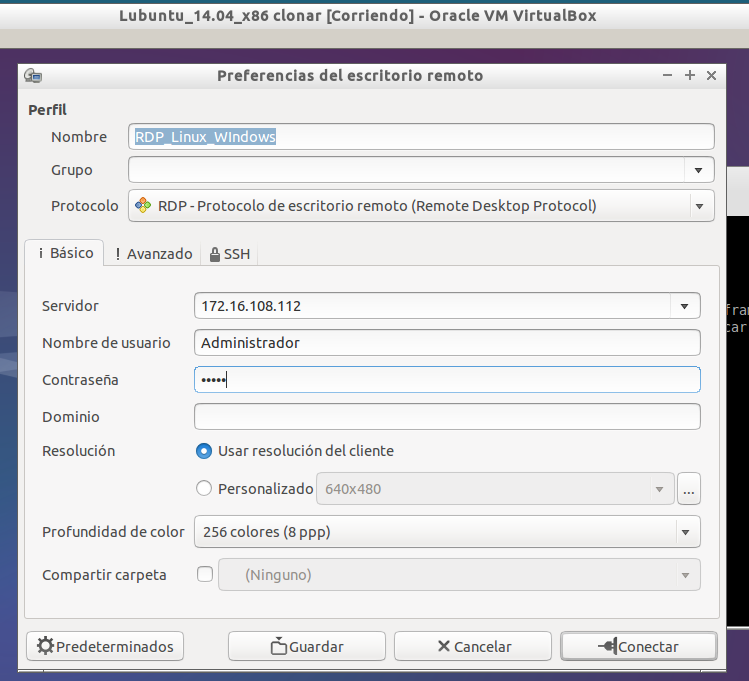 Lubuntu_14.04_x86 clonar [Corriendo] - Oracle VM VirtualBox
Preferencias del escritorio remoto
Perfil
Nombre RDP_Linux_WIndows
Grupo
Protocolo RDP - Protocolo de escritorio remoto (Remote Desktop Protocol)
i Básico ! Avanzado SSH
Servidor 172.16.108.112
fran
Nombre de usuario Administrador
car
Contraseña •••••
Dominio
Resolución Usar resolución del cliente
Personalizado 640x480 ...
Profundidad de color 256 colores (8 ppp)
Compartir carpeta (Ninguno)
Predeterminados Guardar Cancelar Conectar